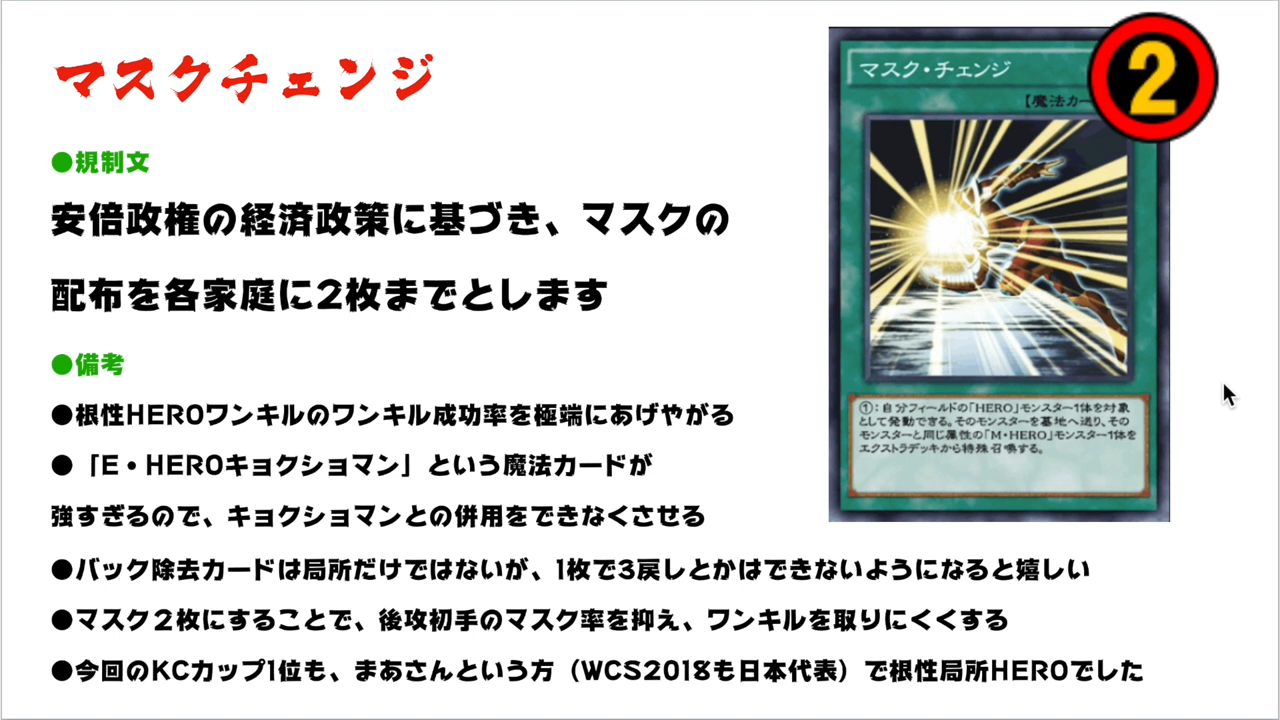 マスクチェンジ
●規制文
安倍政権の経済政策に基づき、マスクの
配布を各家庭に2枚までとします
●備考
●根性HEROワンキルのワンキル成功率を極端にあげやがる
●「E・HEROキョクショマン」という魔法カードが
強すぎるので、キョクショマンとの併用をできなくさせる
●バック除去カードは局所だけではないが、1枚で3戻しとかはできないようになると嬉しい
●マスク２枚にすることで、後攻初手のマスク率を抑え、ワンキルを取りにくくする
●今回のKCカップ1位も、まあさんという方（WCS2018も日本代表）で根性局所HEROでした
マスク・チェンジ
2
【魔法カー
①：自分フィールドの「HERO」モンスター1体を対象
として発動できる。そのモンスターを墓地へ送り、その
モンスターと同じ属性の「M・HERO」モンスター1体を
エクストラデッキから特殊召喚する。